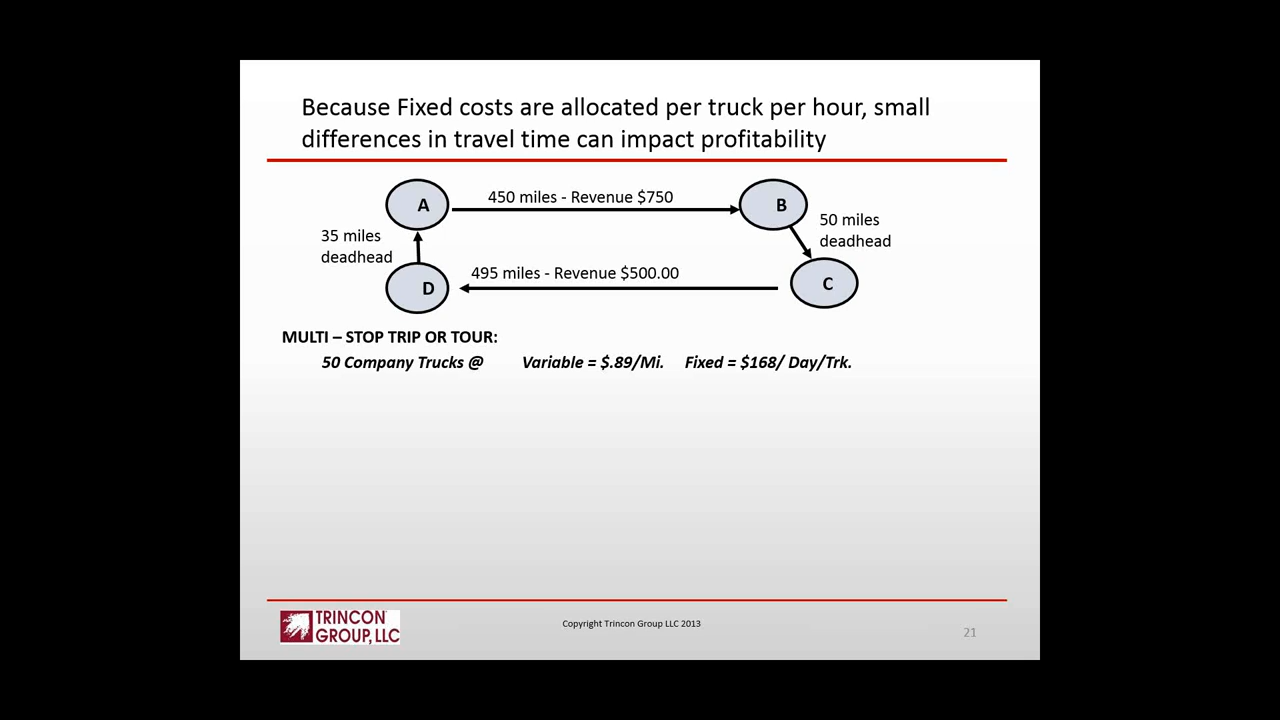 Because Fixed costs are allocated per truck per hour, small
differences in travel time can impact profitability
A
450 miles - Revenue $750
B
50 miles
deadhead
35 miles
deadhead
D
495 miles - Revenue $500.00
C
MULTI – STOP TRIP OR TOUR:
50 Company Trucks @ Variable = $.89/Mi. Fixed = $168/ Day/Trk.
TRINCON
GROUP, LLC
Copyright Trincon Group LLC 2013
21